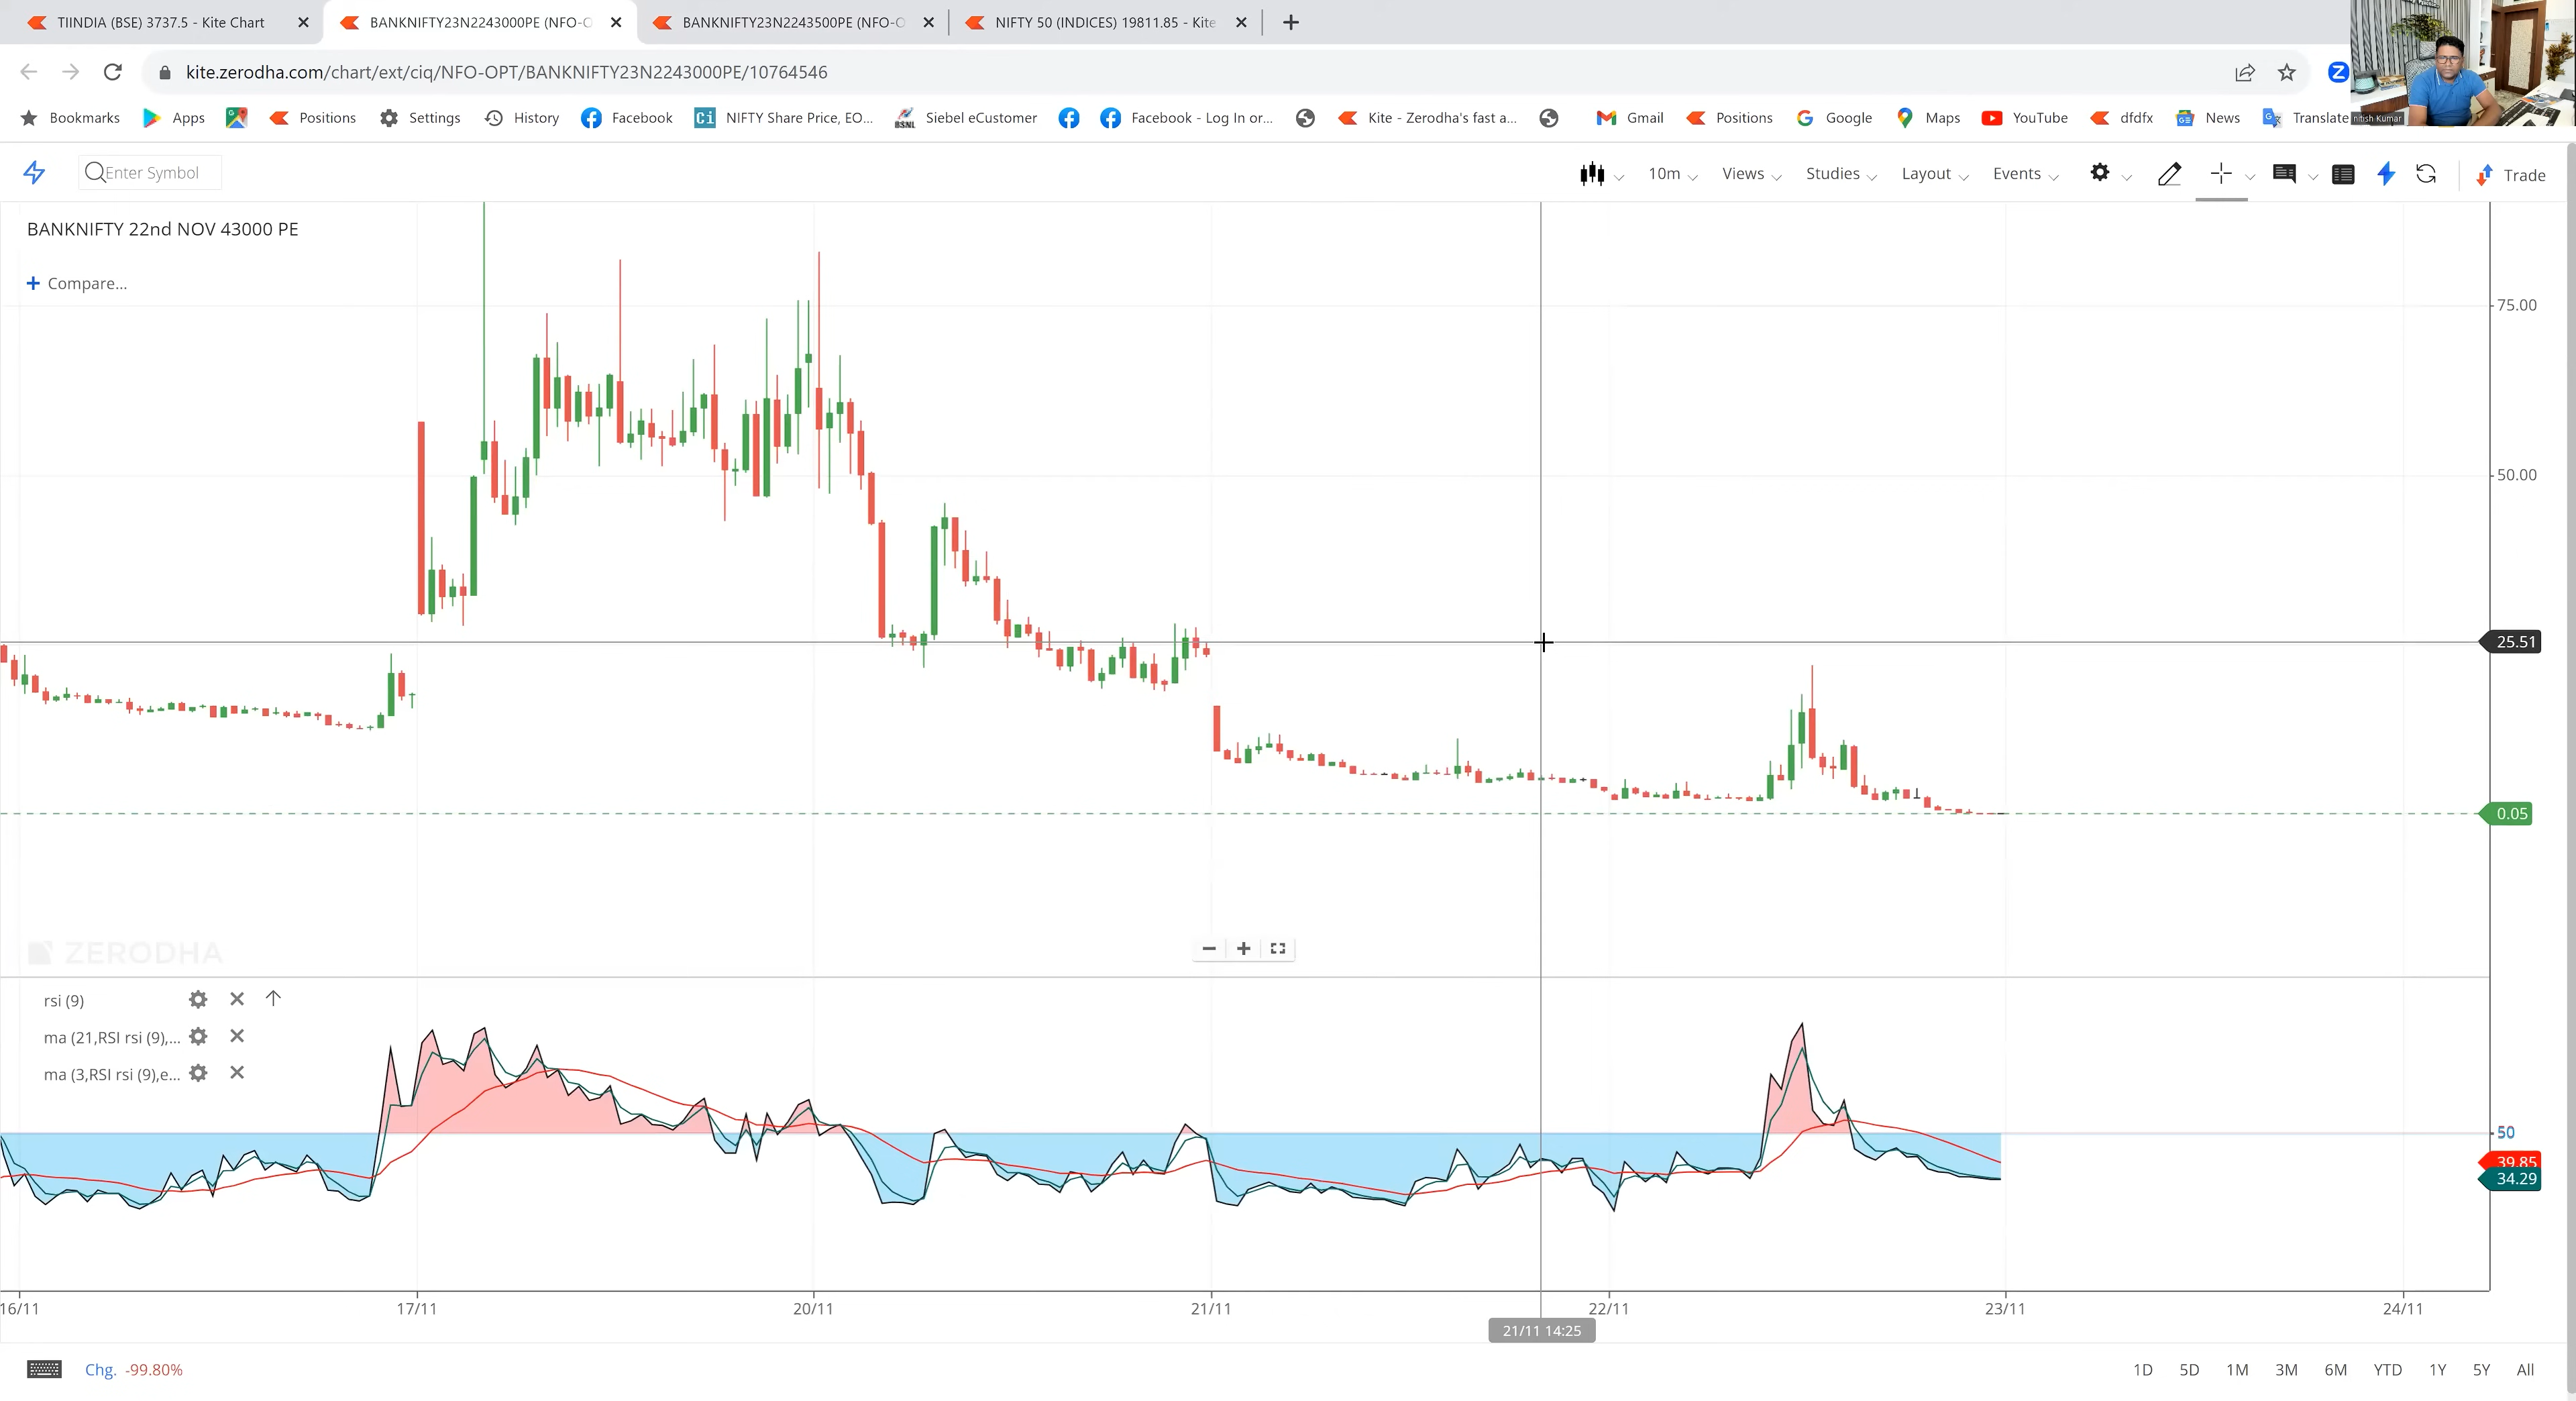 TIINDIA (BSE) 3737.5 - Kite Chart
BANKNIFTY23N2243000PE (NFO-O
BANKNIFTY23N2243500PE (NFO-O
NIFTY 50 (INDICES) 19811.85 - Kite
kite.zerodha.com/chart/ext/ciq/NFO-OPT/BANKNIFTY23N2243000PE/10764546
Bookmarks Apps Positions Settings History Facebook NIFTY Share Price, EO... Siebel eCustomer Facebook - Log In or... Kite - Zerodha's fast a... Gmail Positions Google Maps YouTube dfdfx News Translate
nitish Kumar
Enter Symbol 10m Views Studies Layout Events Trade
BANKNIFTY 22nd NOV 43000 PE
Compare...
75.00
50.00
25.51
0.05
ZERODHA
rsi (9)
ma (21,RSI rsi (9),...
ma (3,RSI rsi (9),e...
50
39.85
34.29
16/11 17/11 20/11 21/11 22/11 23/11 24/11
21/11 14:25
Chg. -99.80% 1D 5D 1M 3M 6M YTD 1Y 5Y All